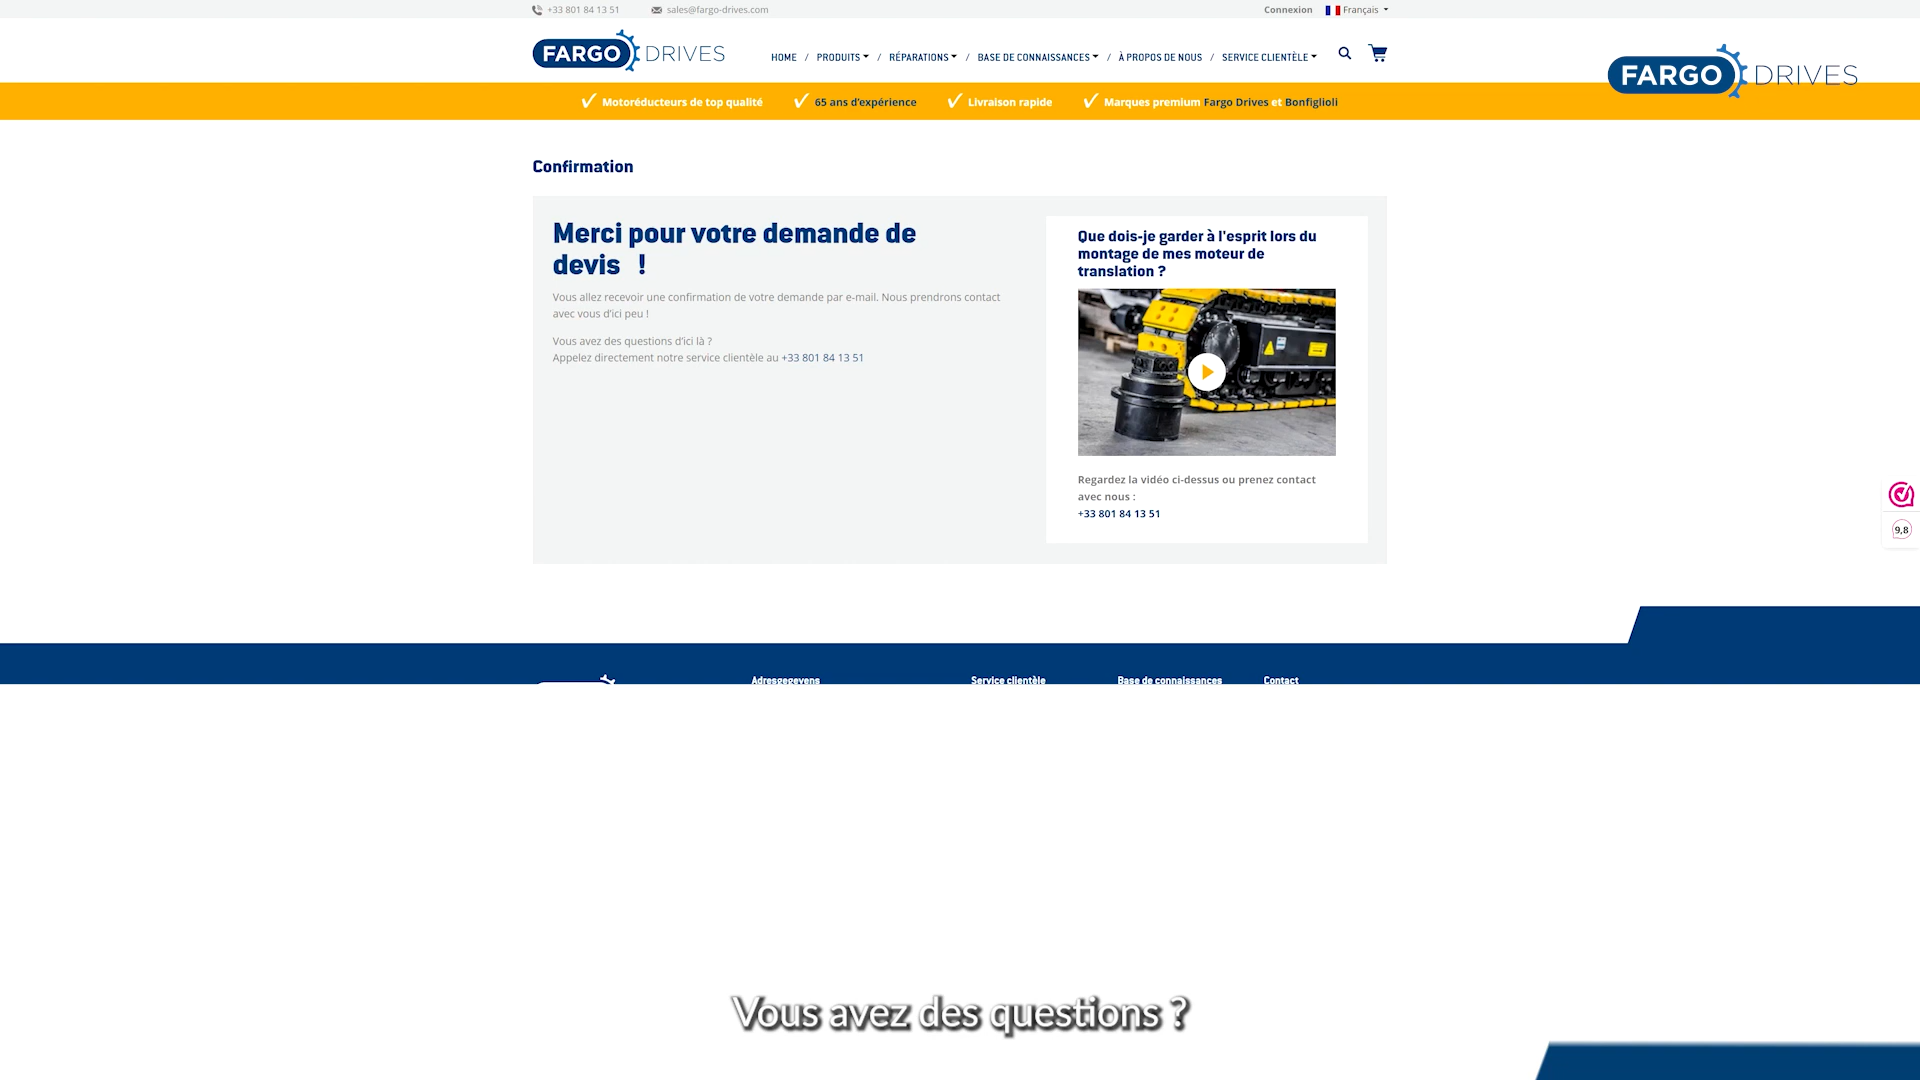 +33 801 84 13 51
sales@fargo-drives.com
Connexion
Français
FARGO DRIVES
HOME / PRODUITS / RÉPARATIONS / BASE DE CONNAISSANCES / À PROPOS DE NOUS / SERVICE CLIENTÈLE
FARGO DRIVES
Motoréducteurs de top qualité
65 ans d'expérience
Livraison rapide
Marques premium Fargo Drives et Bonfiglioli
Confirmation
Merci pour votre demande de
devis !
Vous allez recevoir une confirmation de votre demande par e-mail. Nous prendrons contact
avec vous d'ici peu !
Vous avez des questions d'ici là ?
Appelez directement notre service clientèle au +33 801 84 13 51
Que dois-je garder à l'esprit lors du
montage de mes moteur de
translation ?
Regardez la vidéo ci-dessus ou prenez contact
avec nous :
+33 801 84 13 51
9,8
Adresgegevens
Service clientèle
Base de connaissances
Contact
Vous avez des questions ?